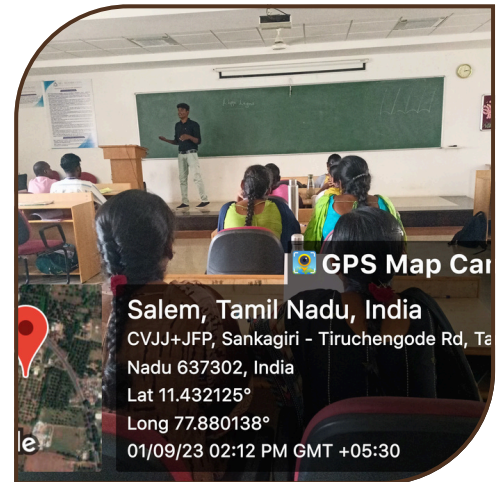 GPS Map Car
Salem, Tamil Nadu, India
CVJJ+JFP, Sankagiri - Tiruchengode Rd, Ta
Nadu 637302, India
Lat 11.432125°
Long 77.880138°
01/09/23 02:12 PM GMT +05:30
le